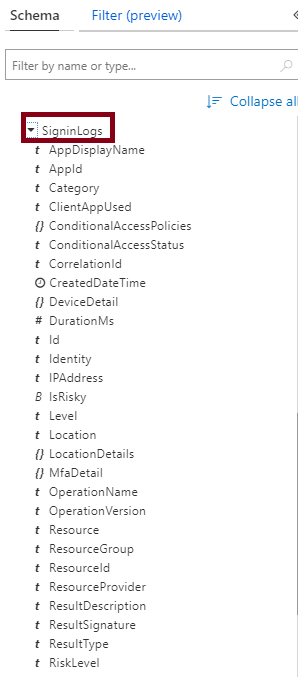 Schema Filter (preview)
Filter by name or type...
Collapse all
SigninLogs
t AppDisplayName
t AppId
t Category
t ClientAppUsed
{} ConditionalAccessPolicies
t ConditionalAccessStatus
t CorrelationId
CreatedDateTime
{} DeviceDetail
# DurationMs
t Id
t Identity
t IPAddress
B IsRisky
t Level
t Location
{} LocationDetails
{} MfaDetail
t OperationName
t OperationVersion
t Resource
t ResourceGroup
t ResourceId
t ResourceProvider
t ResultDescription
t ResultSignature
t ResultType
t RiskLevel